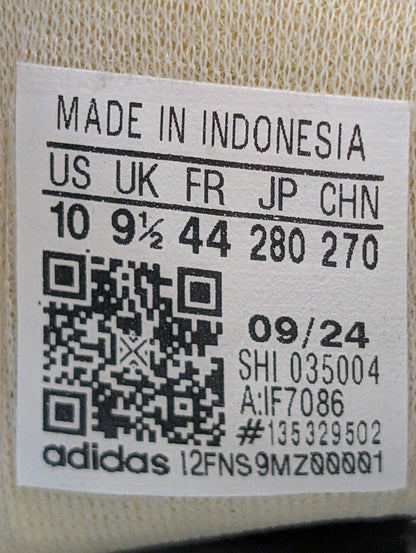 MADE IN INDONESIA
US UK FR JP CHN
10 9½ 44 280 270
09/24
SHI 035004
A:IF7086
#135329502
adidas 12FNS9MZ00001